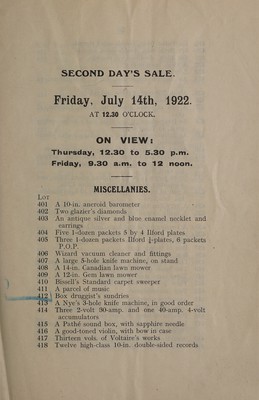 SECOND DAY'S SALE.
Friday, July 14th, 1922.
AT 12.30 O'CLOCK.
ON VIEW:
Thursday, 12.30 to 5.30 p.m.
Friday, 9.30 a.m. to 12 noon.
MISCELLANIES.
LOT
401 A 10-in. aneroid barometer
402 Two glazier's diamonds
403 An antique silver and blue enamel necklet and
earrings
404 Five 1-dozen packets 5 by 4 Ilford plates
405 Three 1-dozen packets Ilford ¼-plates, 6 packets
P.O.P.
406 Wizard vacuum cleaner and fittings
407 A large 5-hole knife machine, on stand
408 A 14-in. Canadian lawn mower
409 A 12-in. Gem lawn mower
410 Bissell's Standard carpet sweeper
411 A parcel of music
412 Box druggist's sundries
413 A Nye's 3-hole knife machine, in good order
414 Three 2-volt 90-amp. and one 40-amp. 4-volt
accumulators
415 A Pathé sound box, with sapphire needle
416 A good-toned violin, with bow in case
417 Thirteen vols. of Voltaire's works
418 Twelve high-class 10-in. double-sided records